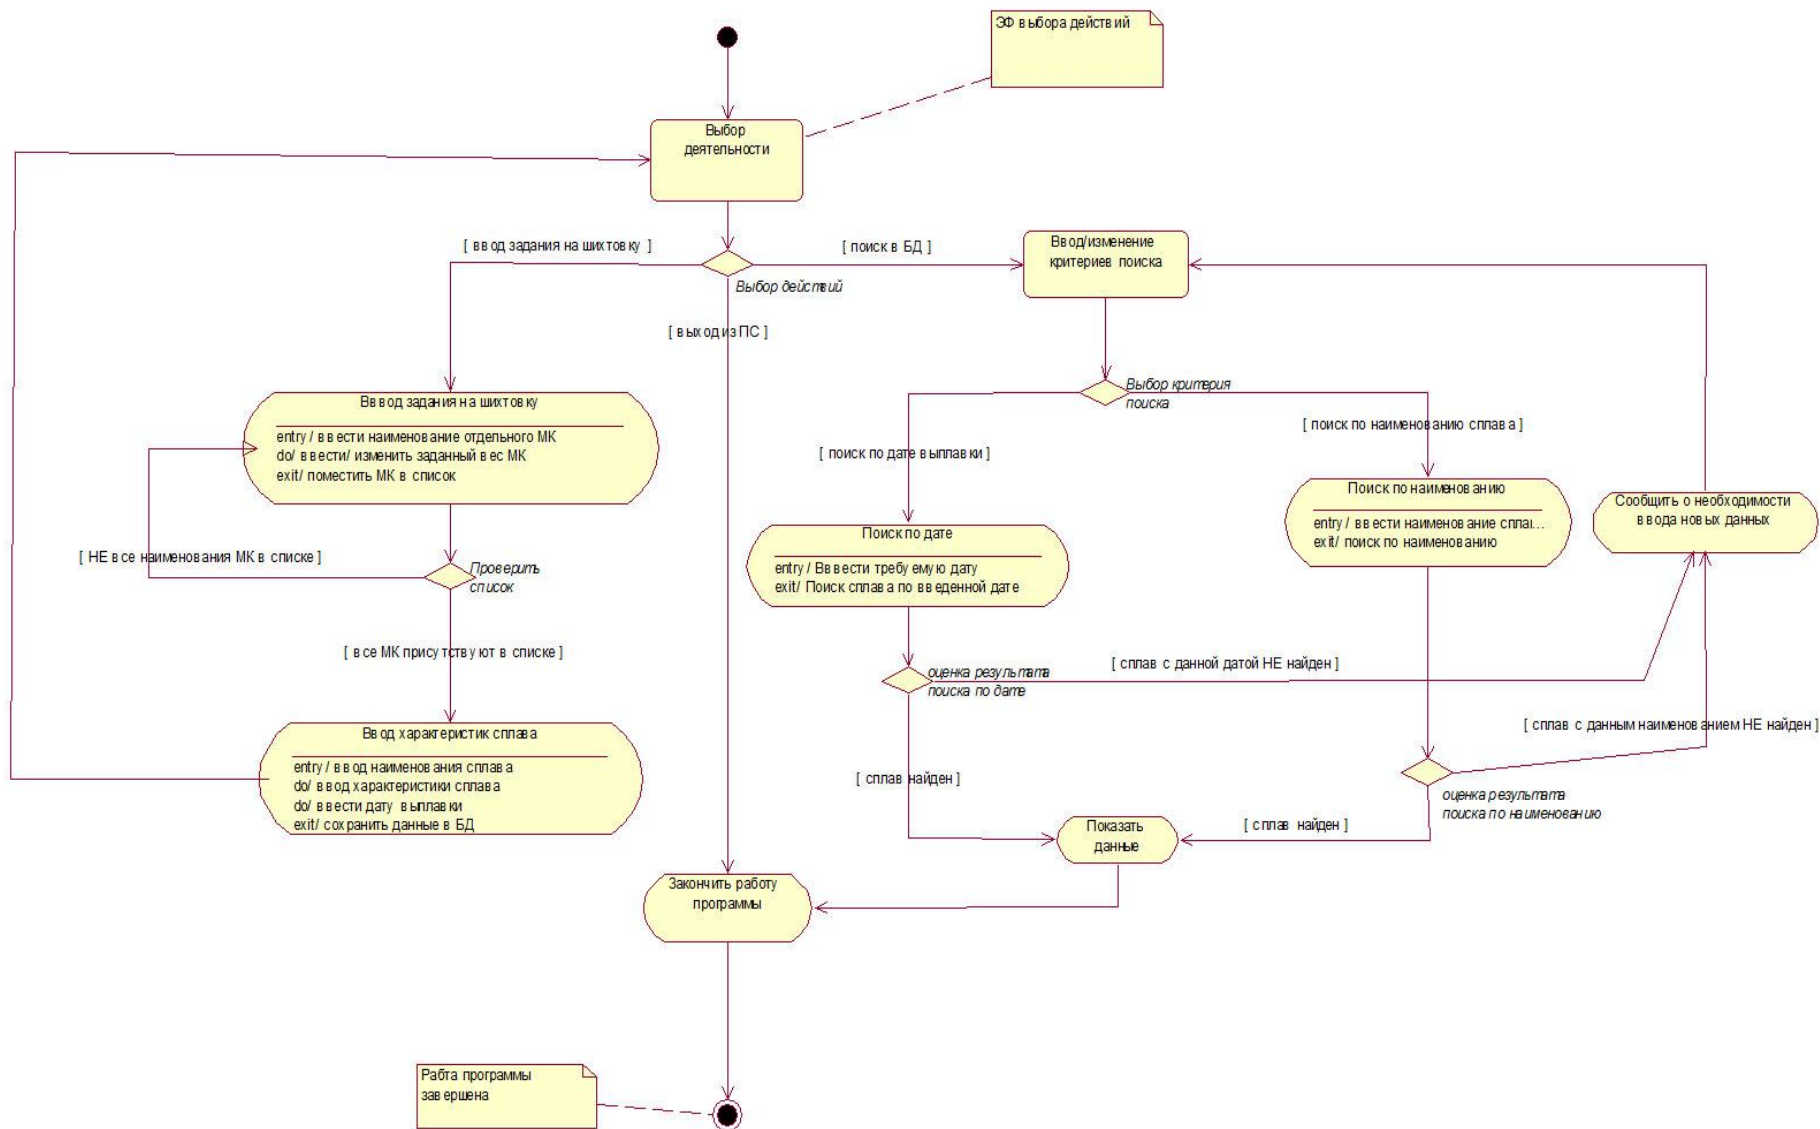 ЭФ выбора действий
Выбор
деятельности
[ ввод задания на шихтовку ]
[ поиск в БД ]
Ввод/изменение
критериев поиска
Выбор действий
[ выход из ПС ]
Выбор критерия
поиска
Ввод задания на шихтовку
entry / ввести наименование отдельного МК
do/ ввести/ изменить заданный вес МК
exit/ поместить МК в список
[ поиск по наименованию сплава ]
[ поиск по дате выплавки ]
Поиск по наименованию
entry / ввести наименование сплаı...
exit/ поиск по наименованию
Сообщить о необходимости
ввода новых данных
Поиск по дате
entry / Вввести требуемую дату
exit/ Поиск сплава по введенной дате
[ НЕ все наименования МК в списке ]
Проверить
список
[ все МК присутствуют в списке ]
[ сплав с данной датой НЕ найден ]
оценка результата
поиска по дате
Ввод характеристик сплава
entry / ввод наименования сплава
do/ ввод характеристики сплава
do/ ввести дату выплавки
exit/ сохранить данные в БД
[ сплав с данным наименованием НЕ найден ]
[ сплав найден ]
оценка результата
поиска по наименованию
Показать
данные
[ сплав найден ]
Закончить работу
программы
Рабта программы
завершена